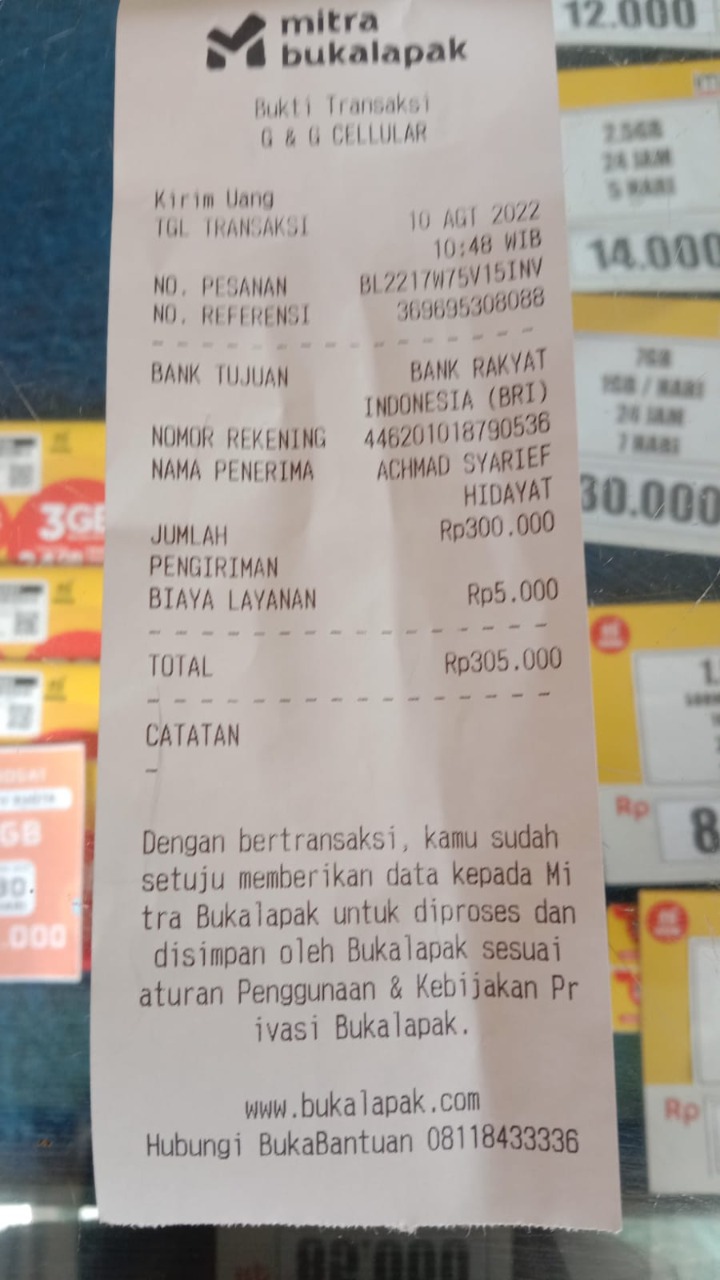 mitra
bukalapak
Bukti Transaksi
G & G CELLULAR
Kirim Uang
TGL TRANSAKSI 10 AGT 2022
10:48 WIB
NO. PESANAN BL2217W75V15INV
NO. REFERENSI 369695308088
BANK TUJUAN BANK RAKYAT
INDONESIA (BRI)
NOMOR REKENING 446201018790536
NAMA PENERIMA ACHMAD SYARIEF
HIDAYAT
JUMLAH Rp300.000
PENGIRIMAN
BIAYA LAYANAN Rp5.000
TOTAL Rp305.000
CATATAN
-
Dengan bertransaksi, kamu sudah
setuju memberikan data kepada Mi
tra Bukalapak untuk diproses dan
disimpan oleh Bukalapak sesuai
aturan Penggunaan & Kebijakan Pr
ivasi Bukalapak.
www.bukalapak.com
Hubungi BukaBantuan 08118433336
12.000
2.5GB
24 JAM
5 HARI
14.000
7GB
1GB / HARI
24 JAM
7 HARI
30.000
3GB
GB
.000
Rp
8
Rp